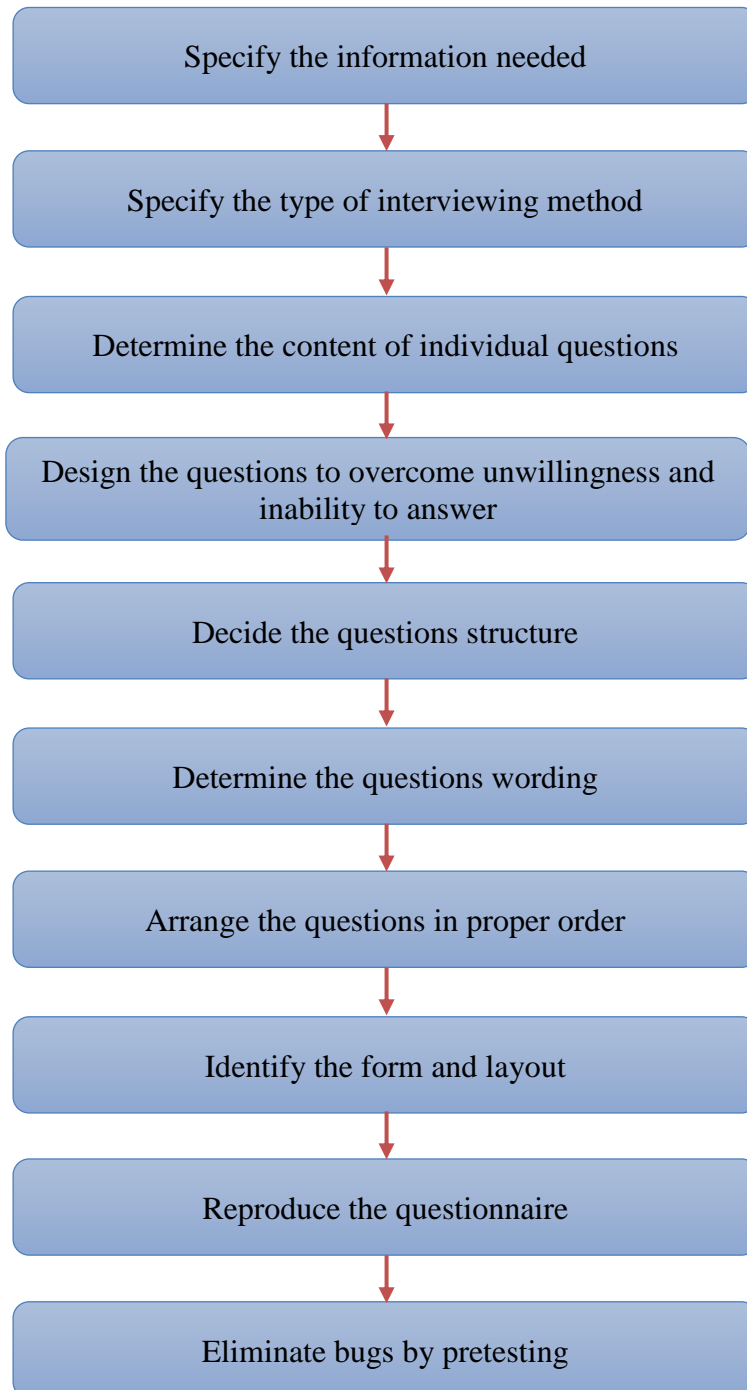 Specify the information needed
Specify the type of interviewing method
Determine the content of individual questions
Design the questions to overcome unwillingness and
inability to answer
Decide the questions structure
Determine the questions wording
Arrange the questions in proper order
Identify the form and layout
Reproduce the questionnaire
Eliminate bugs by pretesting